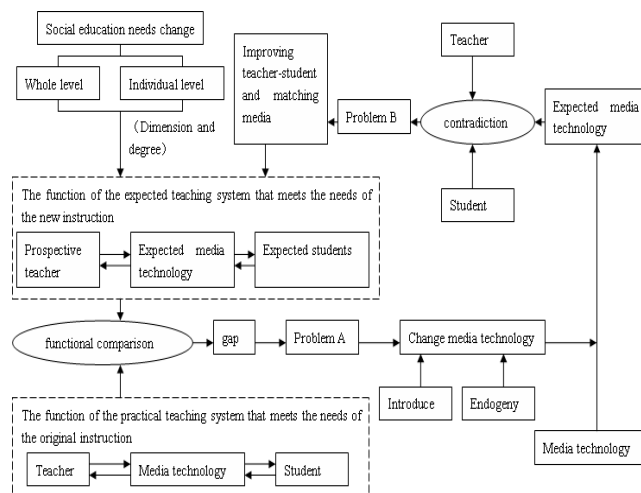 Social education needs change
Whole level
Individual level
（Dimension and
degree）
Improving
teacher-student
and matching
media
Problem B
Teacher
contradiction
Student
Expected media
technology
The function of the expected teaching system that meets the needs of
the new instruction
Prospective
teacher
Expected media
technology
Expected students
functional comparison
gap
Problem A
Change media technology
Introduce
Endogeny
Media technology
The function of the practical teaching system that meets the needs of
the original instruction
Teacher
Media technology
Student